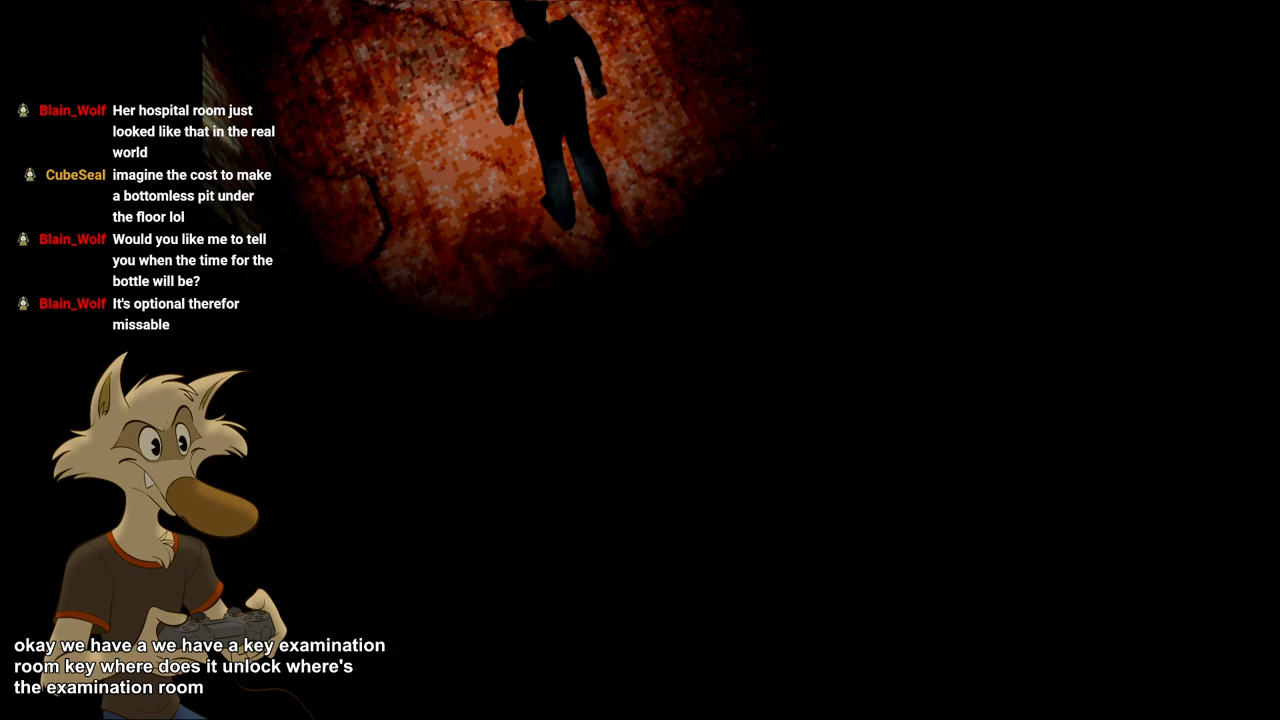 Blain_Wolf Her hospital room just
looked like that in the real
world
CubeSeal imagine the cost to make
a bottomless pit under
the floor lol
Blain_Wolf Would you like me to tell
you when the time for the
bottle will be?
Blain_Wolf It's optional therefor
missable
okay we have a we have a key examination
room key where does it unlock where's
the examination room